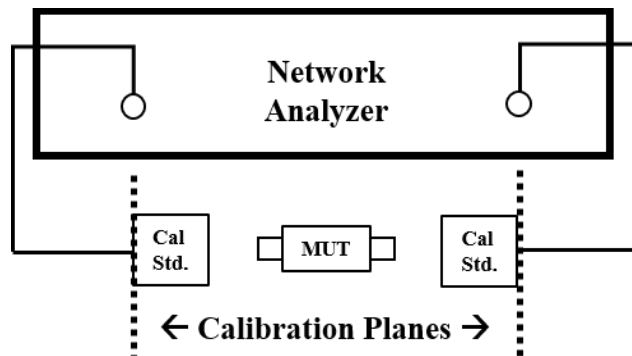 Network
Analyzer
Cal
Std.
MUT
Cal
Std.
← Calibration Planes →